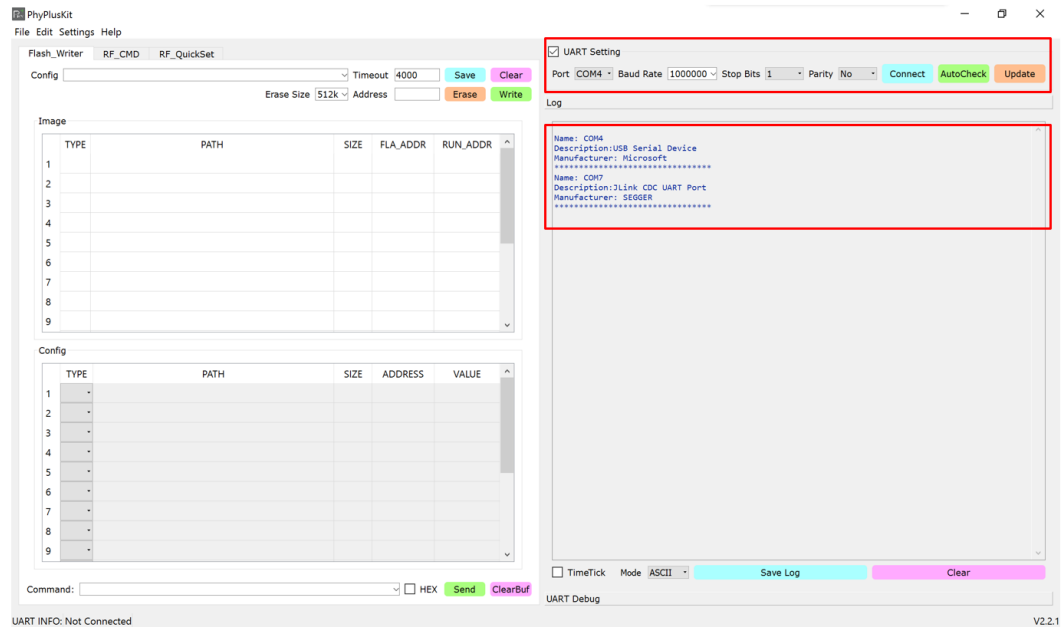 PhyPlusKit
File Edit Settings Help
Flash_Writer RF_CMD RF_QuickSet
Config Timeout 4000 Save Clear
Erase Size 512k Address Erase Write
Image
TYPE PATH SIZE FLA_ADDR RUN_ADDR
1
2
3
4
5
6
7
8
9
Config
TYPE PATH SIZE ADDRESS VALUE
1
2
3
4
5
6
7
8
9
Command: HEX Send ClearBuf
UART INFO: Not Connected
UART Setting
Port COM4 Baud Rate 1000000 Stop Bits 1 Parity No Connect AutoCheck Update
Log
Name: COM4
Description:USB Serial Device
Manufacturer: Microsoft
********************************
Name: COM7
Description:JLink CDC UART Port
Manufacturer: SEGGER
********************************
TimeTick Mode ASCII Save Log Clear
UART Debug
V2.2.1